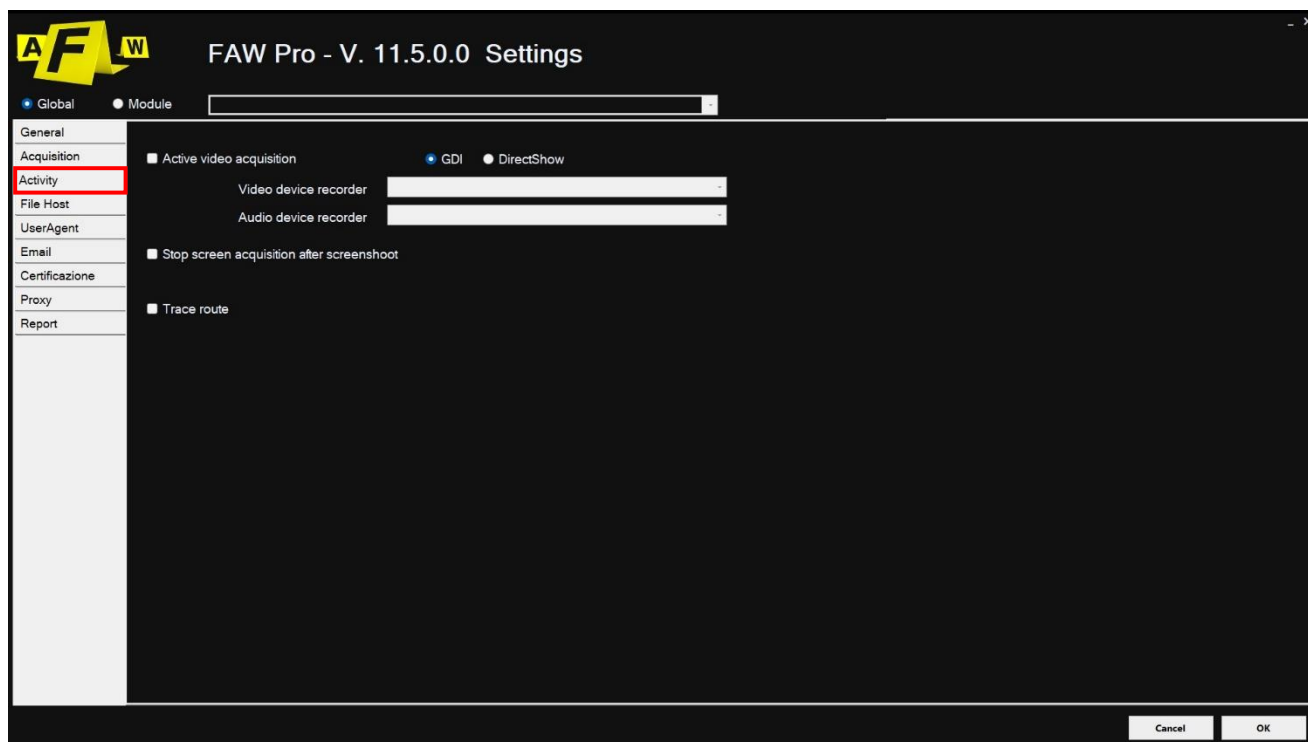 A F W
FAW Pro - V. 11.5.0.0 Settings
Global Module
General
Acquisition
Activity
File Host
UserAgent
Email
Certificazione
Proxy
Report
Active video acquisition GDI DirectShow
Video device recorder
Audio device recorder
Stop screen acquisition after screenshoot
Trace route
Cancel OK